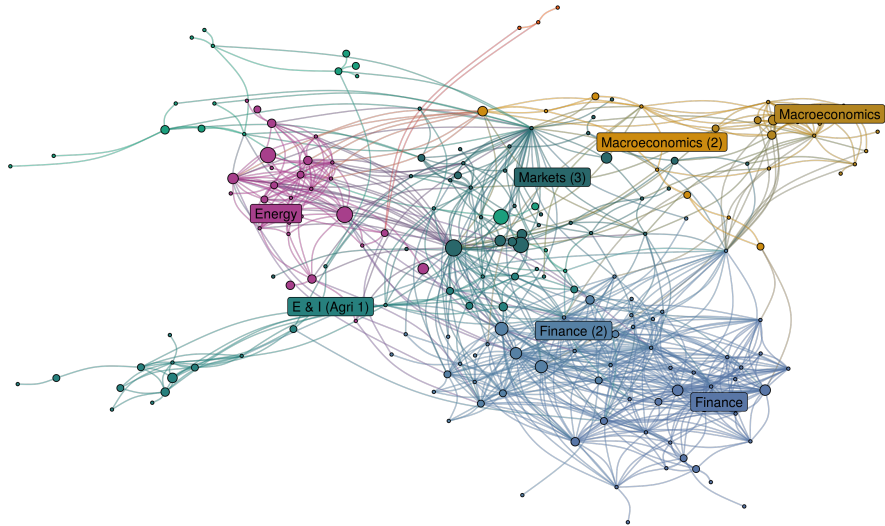 Macroeconomics
Macroeconomics (2)
Markets (3)
Energy
E & I (Agri 1)
Finance (2)
Finance